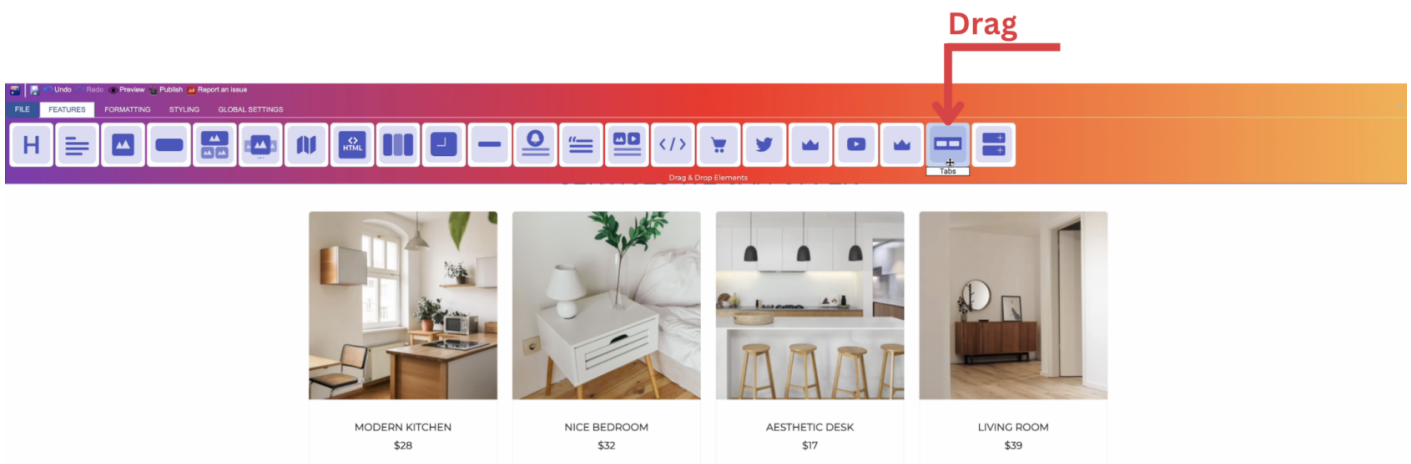 Drag
Undo Redo Preview Publish Report an issue
FILE FEATURES FORMATTING STYLING GLOBAL SETTINGS
H
HTML
Tabs
Drag & Drop Elements
MODERN KITCHEN NICE BEDROOM AESTHETIC DESK LIVING ROOM
$28 $32 $17 $39